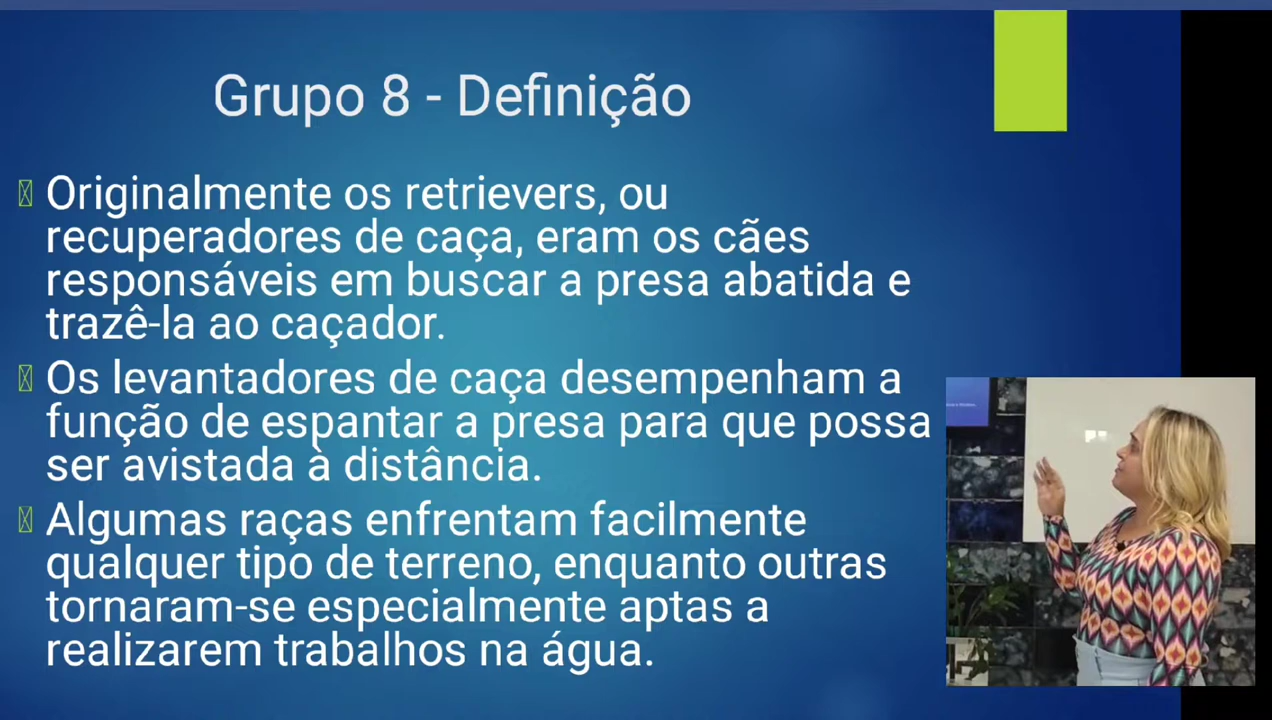 Grupo 8 - Definição
Originalmente os retrievers, ou
recuperadores de caça, eram os cães
responsáveis em buscar a presa abatida e
trazê-la ao caçador.
Os levantadores de caça desempenham a
função de espantar a presa para que possa
ser avistada à distância.
Algumas raças enfrentam facilmente
qualquer tipo de terreno, enquanto outras
tornaram-se especialmente aptas a
realizarem trabalhos na água.